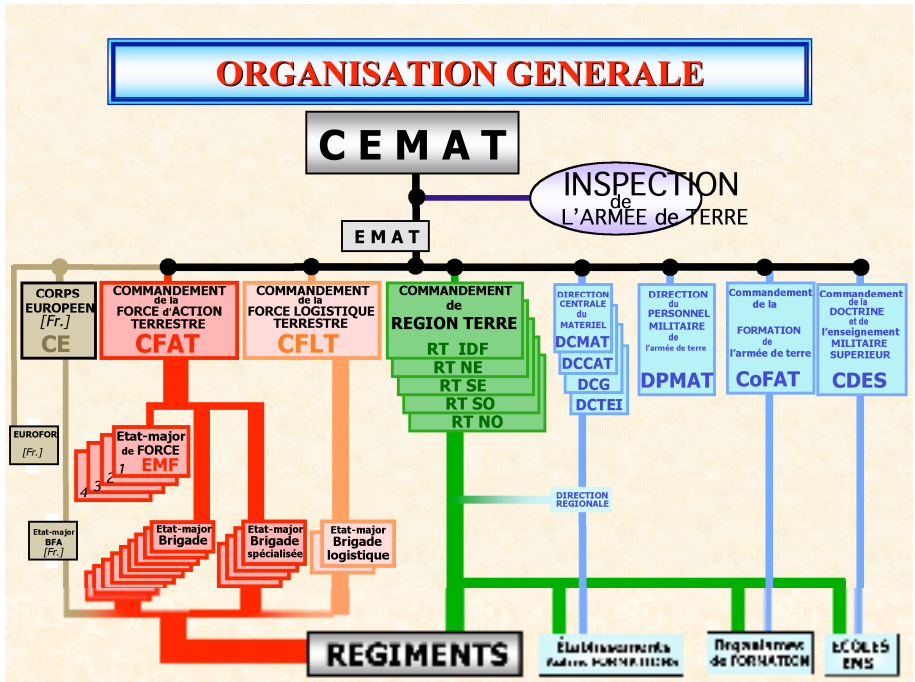 ORGANISATION GENERALE
C E M A T
INSPECTION
de
L'ARMÉE de TERRE
E M A T
CORPS
EUROPEEN
[Fr.]
CE
COMMANDEMENT
de la
FORCE d'ACTION
TERRESTRE
CFAT
COMMANDEMENT
de la
FORCE LOGISTIQUE
TERRESTRE
CFLT
COMMANDEMENT
de
REGION TERRE
RT IDF
RT NE
RT SE
RT SO
RT NO
DIRECTION
CENTRALE
du
MATERIEL
DCMAT
DCCAT
DCG
DCTEI
DIRECTION
du
PERSONNEL
MILITAIRE
de
l'armée de terre
DPMAT
Commandement
de la
FORMATION
de
l'armée de terre
CoFAT
Commandement
de la
DOCTRINE
et de
l'enseignement
MILITAIRE
SUPERIEUR
CDES
EUROFOR
[Fr.]
Etat-major
de FORCE
EMF
1
2
3
4
DIRECTION
REGIONALE
Etat-major
BFA
[Fr.]
Etat-major
Brigade
Etat-major
Brigade
spécialisée
Etat-major
Brigade
logistique
REGIMENTS
Établissements
Autres FORMATIONS
Organismes
de FORMATION
ECOLES
ENS